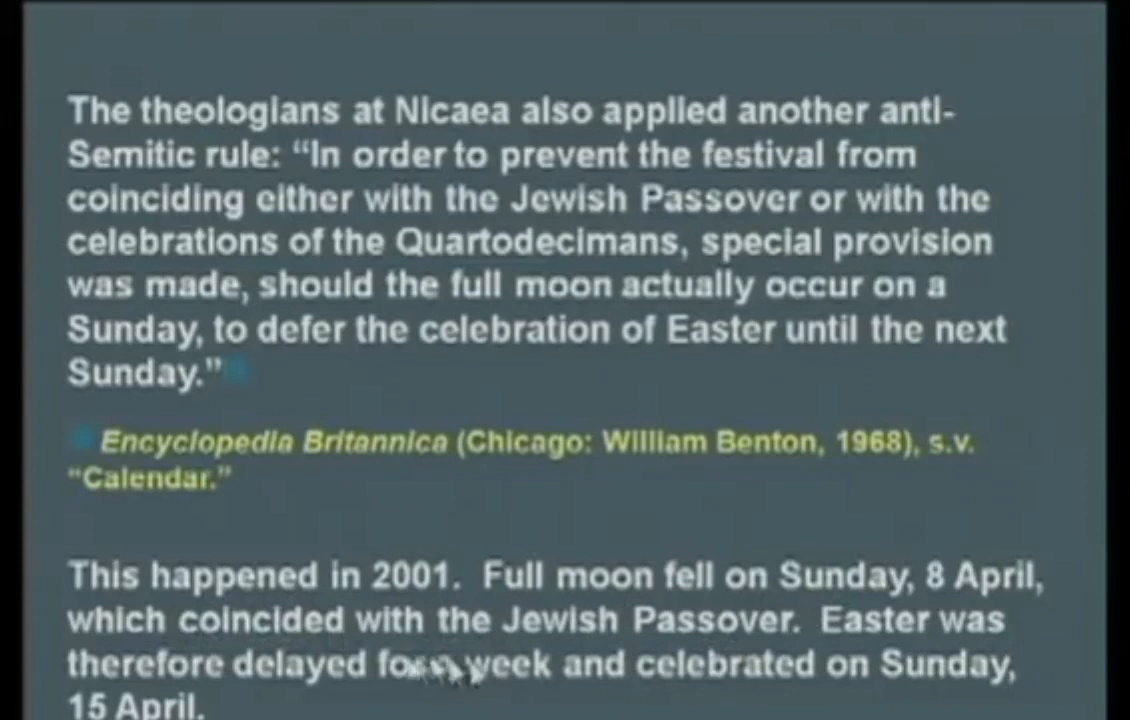 The theologians at Nicaea also applied another anti-
Semitic rule: “In order to prevent the festival from
coinciding either with the Jewish Passover or with the
celebrations of the Quartodecimans, special provision
was made, should the full moon actually occur on a
Sunday, to defer the celebration of Easter until the next
Sunday.”
Encyclopedia Britannica (Chicago: William Benton, 1968), s.v.
“Calendar.”
This happened in 2001. Full moon fell on Sunday, 8 April,
which coincided with the Jewish Passover. Easter was
therefore delayed for a week and celebrated on Sunday,
15 April.